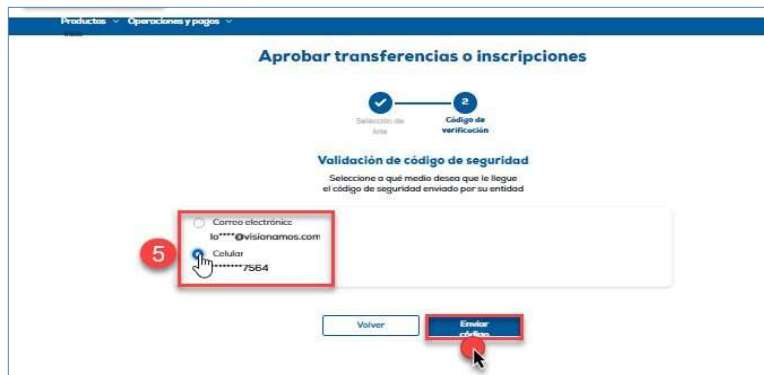 Productos Operaciones y pagos
Aprobar transferencias o inscripciones
2
Selección de
lote
Código de
verificación
Validación de código de seguridad
Seleccione a qué medio desea que le llegue
el código de seguridad enviado por su entidad
Correo electrónico
lo****@visionamos.com
5
Celular
********7564
Volver
Enviar
código